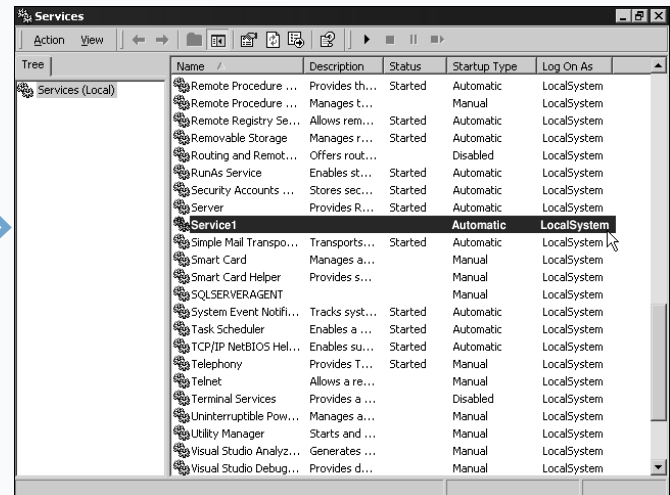 Services
Action View
Tree
Services (Local)
Name Description Status Startup Type Log On As
Remote Procedure ... Provides th... Started Automatic LocalSystem
Remote Procedure ... Manages t... Manual LocalSystem
Remote Registry Se... Allows rem... Started Automatic LocalSystem
Removable Storage Manages r... Started Automatic LocalSystem
Routing and Remot... Offers rout... Disabled LocalSystem
RunAs Service Enables st... Started Automatic LocalSystem
Security Accounts ... Stores sec... Started Automatic LocalSystem
Server Provides R... Started Automatic LocalSystem
Service1 Automatic LocalSystem
Simple Mail Transpo... Transports... Started Automatic LocalSystem
Smart Card Manages a... Manual LocalSystem
Smart Card Helper Provides s... Manual LocalSystem
SQLSERVERAGENT Manual LocalSystem
System Event Notifi... Tracks syst... Started Automatic LocalSystem
Task Scheduler Enables a ... Started Automatic LocalSystem
TCP/IP NetBIOS Hel... Enables su... Started Automatic LocalSystem
Telephony Provides T... Started Manual LocalSystem
Telnet Allows a re... Manual LocalSystem
Terminal Services Provides a ... Disabled LocalSystem
Uninterruptible Pow... Manages a... Manual LocalSystem
Utility Manager Starts and ... Manual LocalSystem
Visual Studio Analyz... Generates ... Manual LocalSystem
Visual Studio Debug... Provides d... Manual LocalSystem